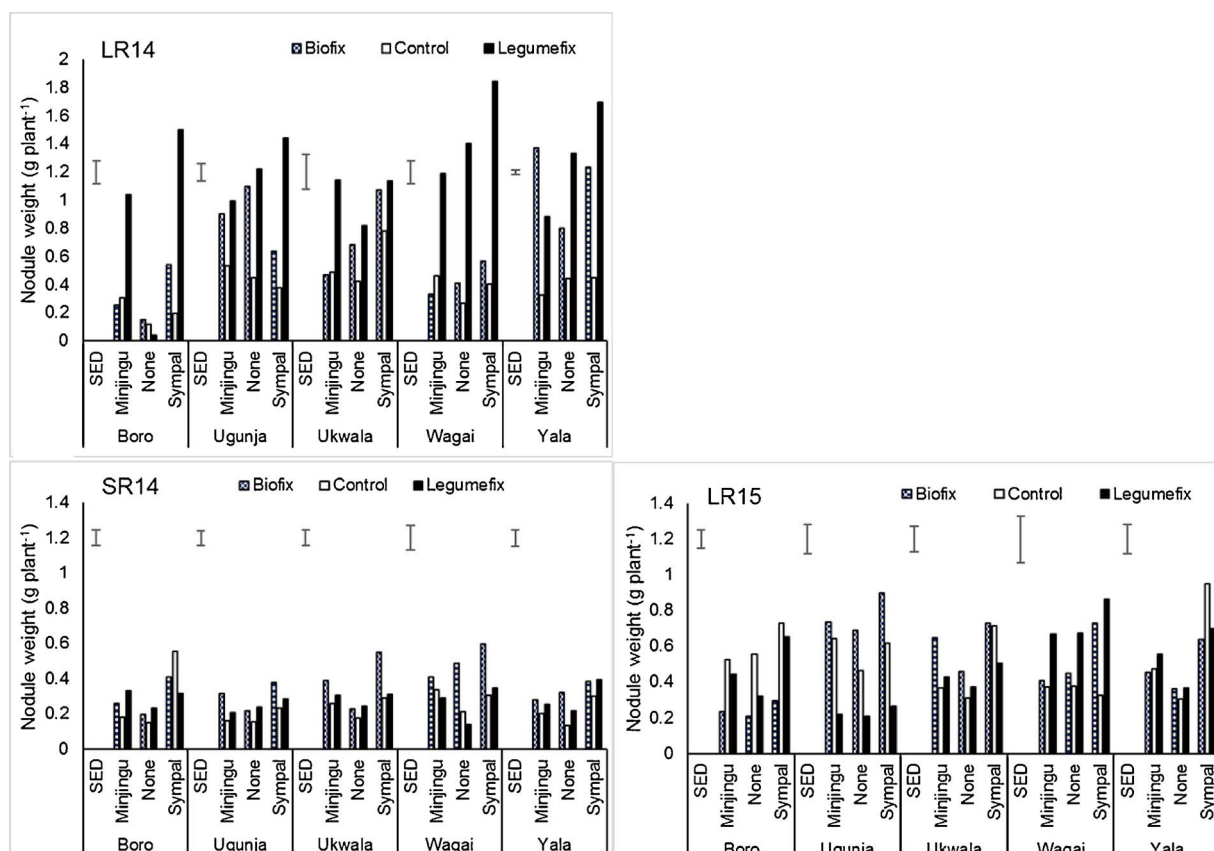 LR14
Biofix Control Legumefix
Nodule weight (g plant-1)
2
1.8
1.6
1.4
1.2
1
0.8
0.6
0.4
0.2
0
SED Minjingu None Sympal SED Minjingu None Sympal SED Minjingu None Sympal SED Minjingu None Sympal SED Minjingu None Sympal
Boro Ugunja Ukwala Wagai Yala
SR14
Biofix Control Legumefix
Nodule weight (g plant-1)
1.4
1.2
1
0.8
0.6
0.4
0.2
0
SED Minjingu None Sympal SED Minjingu None Sympal SED Minjingu None Sympal SED Minjingu None Sympal SED Minjingu None Sympal
Boro Ugunja Ukwala Wagai Yala
LR15
Biofix Control Legumefix
Nodule weight (g plant-1)
1.4
1.2
1
0.8
0.6
0.4
0.2
0
SED Minjingu None Sympal SED Minjingu None Sympal SED Minjingu None Sympal SED Minjingu None Sympal SED Minjingu None Sympal
Boro Ugunja Ukwala Wagai Yala